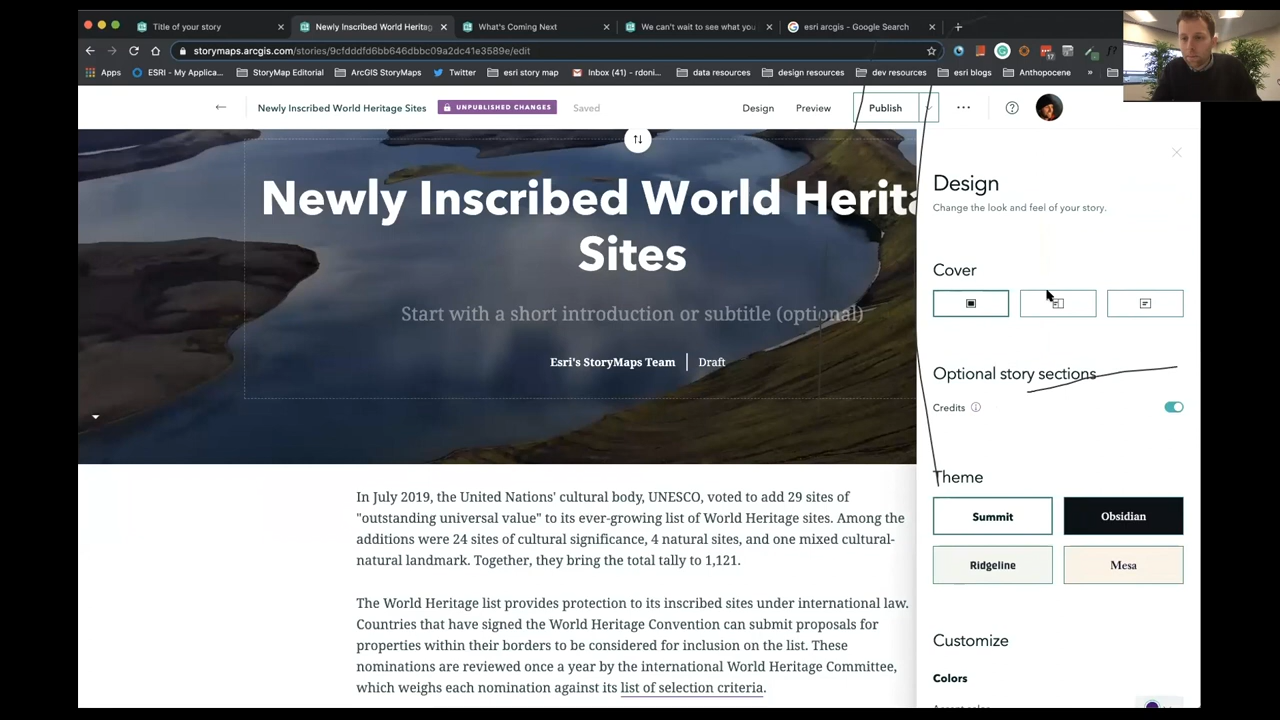 Title of your story
Newly Inscribed World Heritag
What's Coming Next
We can't wait to see what you
esri arcgis - Google Search
storymaps.arcgis.com/stories/9cfdddfd6bb646dbbc09a2dc41e3589e/edit
Apps
ESRI - My Applica...
StoryMap Editorial
ArcGIS StoryMaps
Twitter
esri story map
Inbox (41) - rdoni...
data resources
design resources
dev resources
esri blogs
Anthopocene
»
Newly Inscribed World Heritage Sites
UNPUBLISHED CHANGES
Saved
Design
Preview
Publish
Newly Inscribed World Herita
Sites
Start with a short introduction or subtitle (optional)
Esri's StoryMaps Team | Draft
In July 2019, the United Nations' cultural body, UNESCO, voted to add 29 sites of
"outstanding universal value" to its ever-growing list of World Heritage sites. Among the
additions were 24 sites of cultural significance, 4 natural sites, and one mixed cultural-
natural landmark. Together, they bring the total tally to 1,121.
The World Heritage list provides protection to its inscribed sites under international law.
Countries that have signed the World Heritage Convention can submit proposals for
properties within their borders to be considered for inclusion on the list. These
nominations are reviewed once a year by the international World Heritage Committee,
which weighs each nomination against its list of selection criteria.
Design
Change the look and feel of your story.
Cover
Optional story sections
Credits
Theme
Summit
Obsidian
Ridgeline
Mesa
Customize
Colors